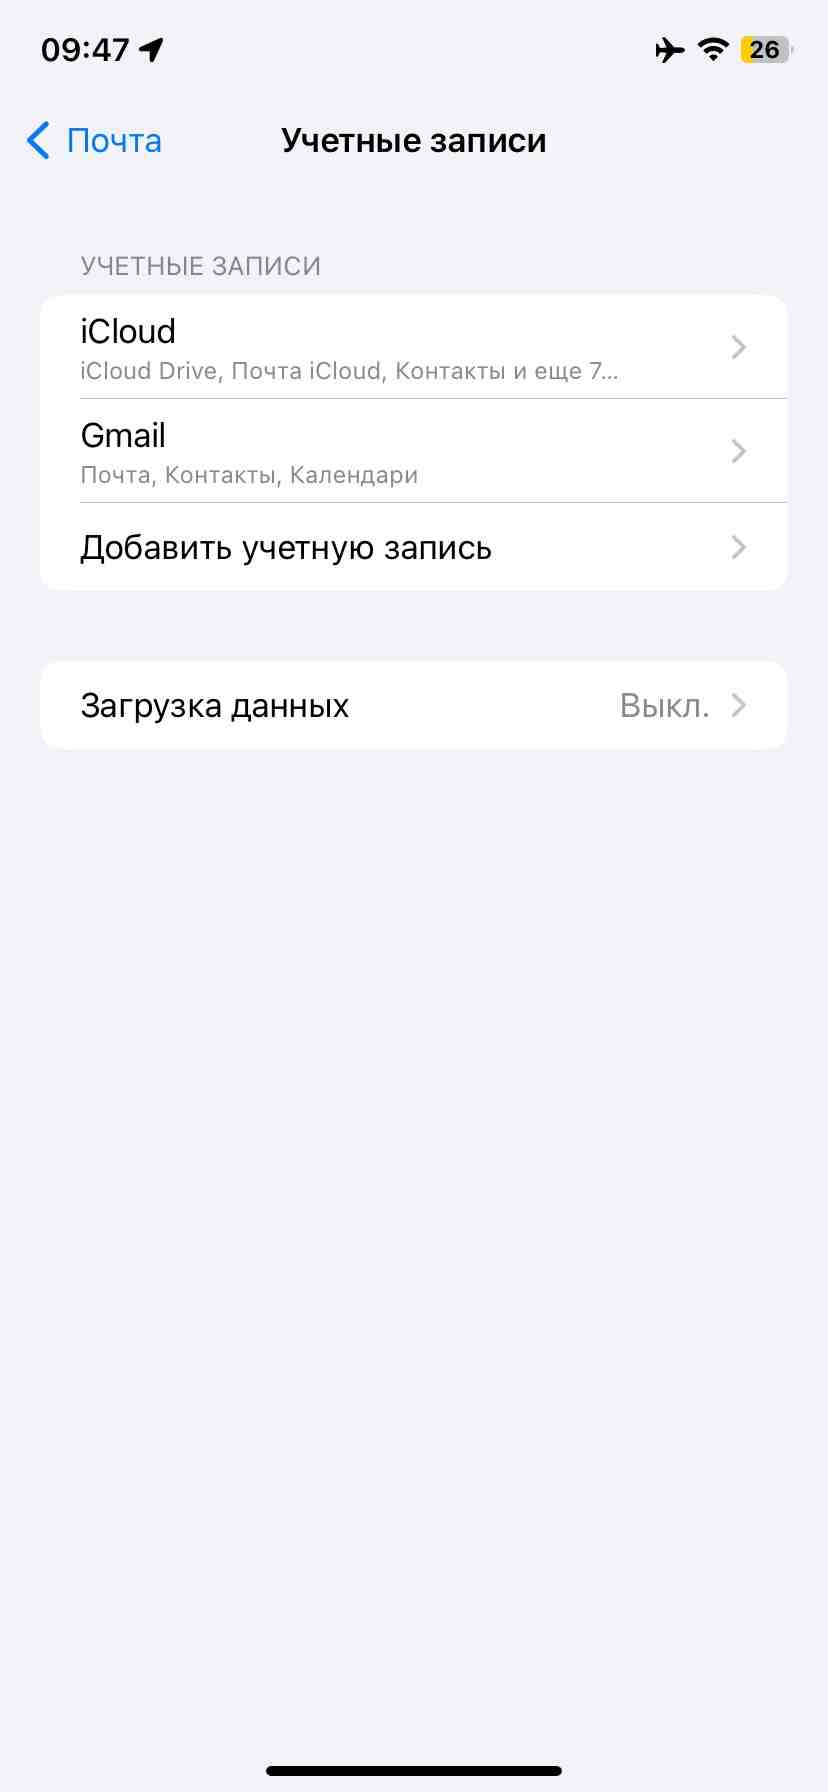 09:47
26
Почта
Учетные записи
УЧЕТНЫЕ ЗАПИСИ
iCloud
iCloud Drive, Почта iCloud, Контакты и еще 7...
Gmail
Почта, Контакты, Календари
Добавить учетную запись
Загрузка данных Выкл.